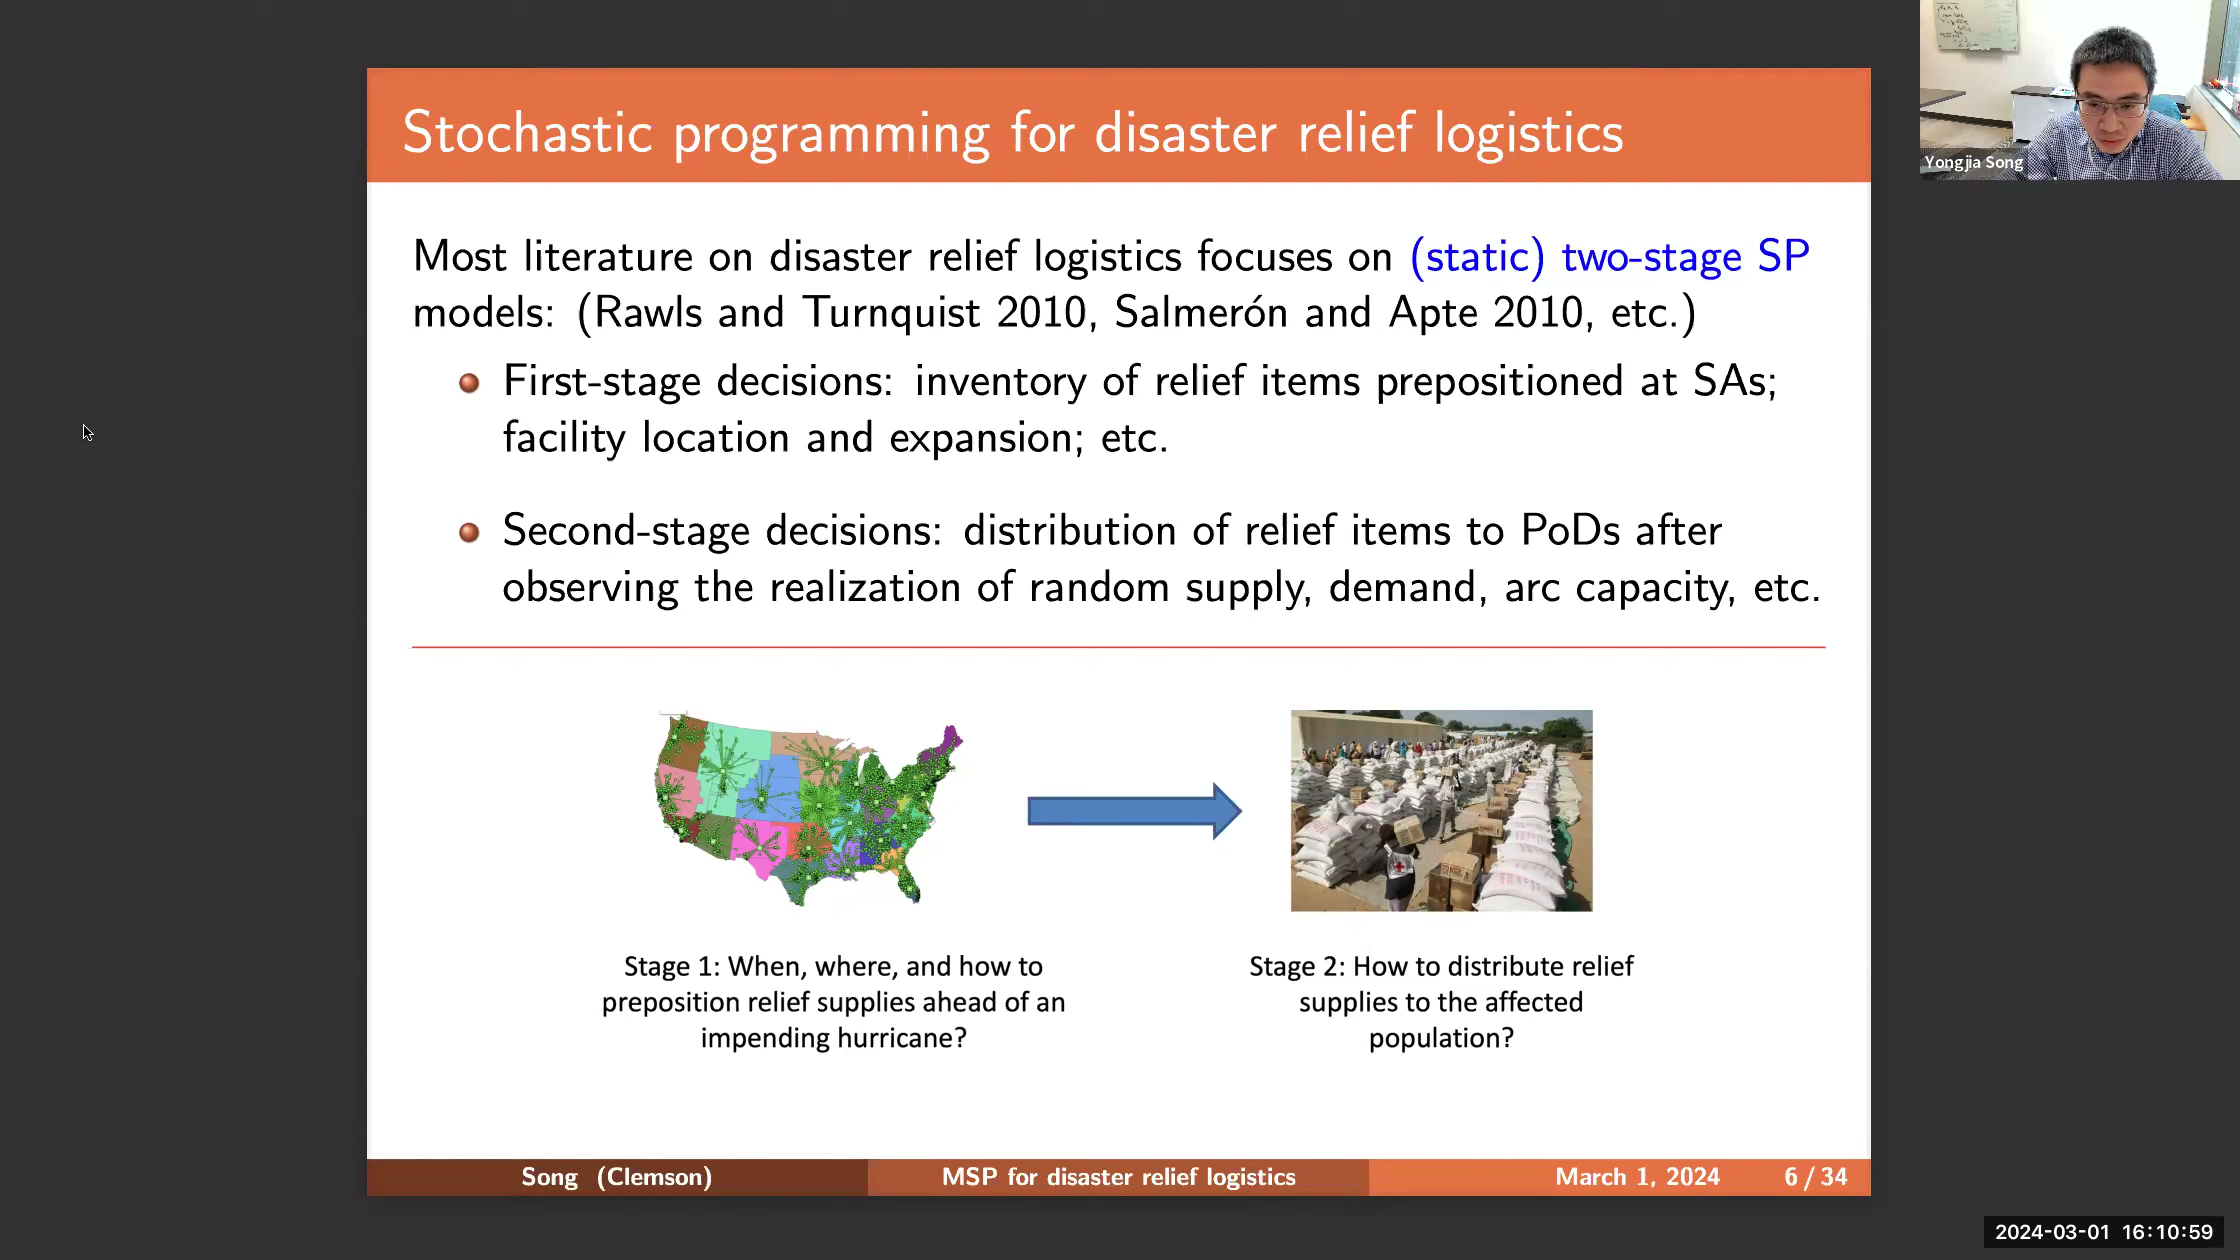 Stochastic programming for disaster relief logistics
Yongjia Song
Most literature on disaster relief logistics focuses on (static) two-stage SP
models: (Rawls and Turnquist 2010, Salmerón and Apte 2010, etc.)
First-stage decisions: inventory of relief items prepositioned at SAs;
facility location and expansion; etc.
Second-stage decisions: distribution of relief items to PoDs after
observing the realization of random supply, demand, arc capacity, etc.
Stage 1: When, where, and how to
preposition relief supplies ahead of an
impending hurricane?
Stage 2: How to distribute relief
supplies to the affected
population?
Song (Clemson)
MSP for disaster relief logistics
March 1, 2024
6 / 34
2024-03-01 16:10:59